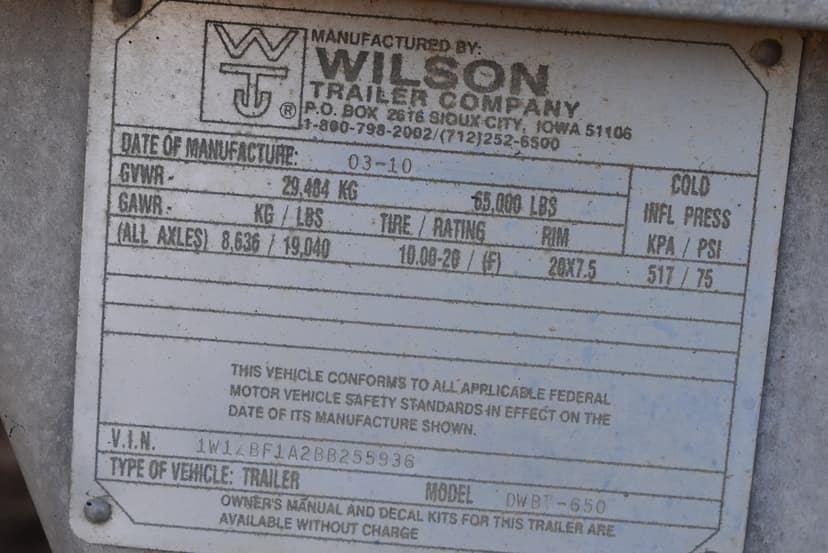 WT
MANUFACTURED BY:
WILSON
TRAILER COMPANY
® P.O. BOX 2616 SIOUX CITY, IOWA 51106
1-800-798-2002/(712)252-6500
DATE OF MANUFACTURE: 03-10
GVWR - 29,484 KG 65,000 LBS
COLD
INFL PRESS
KPA / PSI
GAWR - KG / LBS TIRE / RATING RIM
(ALL AXLES) 8,636 / 19,040 10.00-20 / (F) 20X7.5 517 / 75
THIS VEHICLE CONFORMS TO ALL APPLICABLE FEDERAL
MOTOR VEHICLE SAFETY STANDARDS IN EFFECT ON THE
DATE OF ITS MANUFACTURE SHOWN.
V.I.N.
TYPE OF VEHICLE: TRAILER MODEL DWBT-650
OWNER'S MANUAL AND DECAL KITS FOR THIS TRAILER ARE
AVAILABLE WITHOUT CHARGE